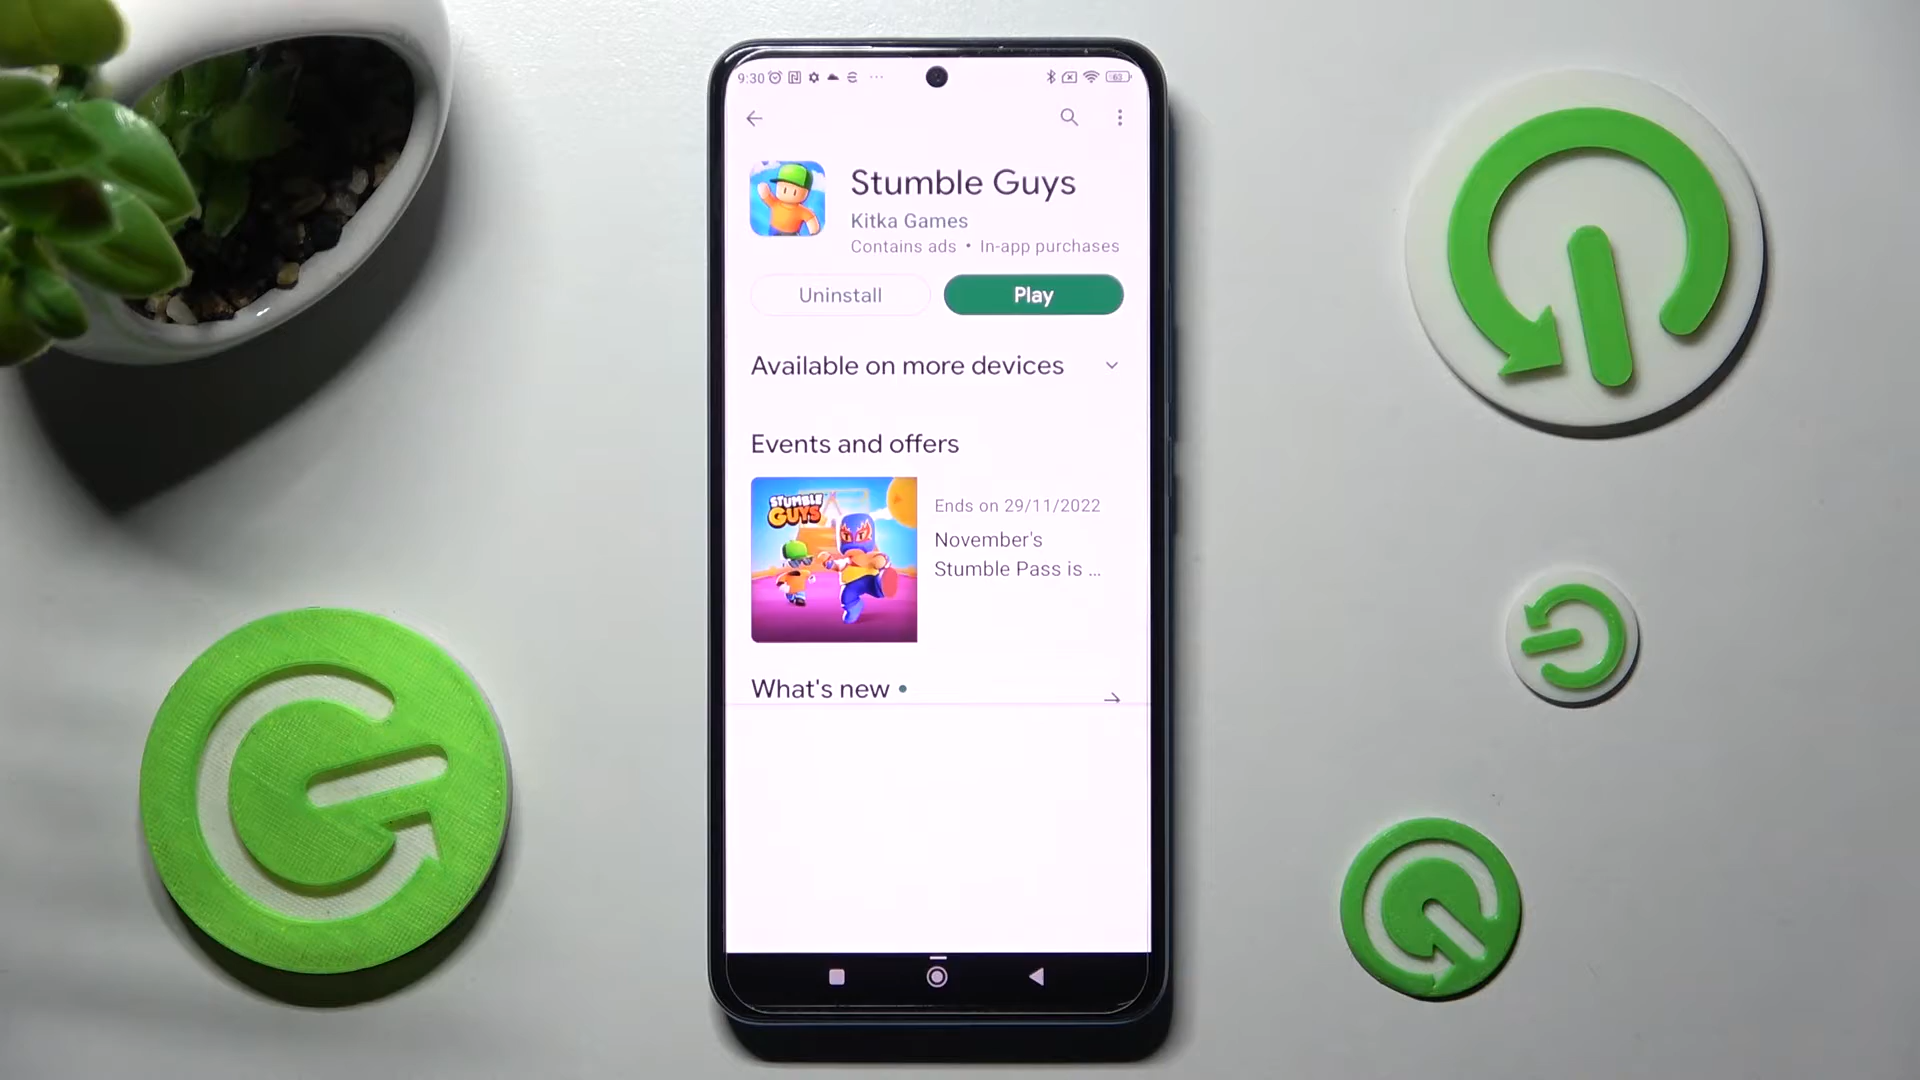 9:30
63
Stumble Guys
Kitka Games
Contains ads • In-app purchases
Uninstall
Play
Available on more devices
Events and offers
STUMBLE
GUYS
Ends on 29/11/2022
November's
Stumble Pass is ...
What's new •